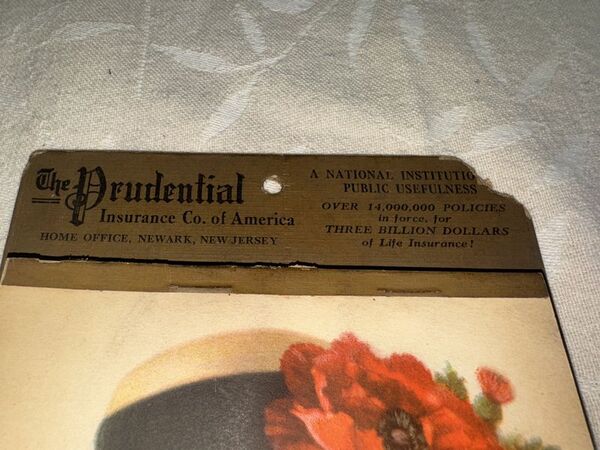 The Prudential
Insurance Co. of America
HOME OFFICE, NEWARK, NEW JERSEY
A NATIONAL INSTITUTIO
PUBLIC USEFULNESS
OVER 14,000,000 POLICIES
in force, for
THREE BILLION DOLLARS
of Life Insurance!